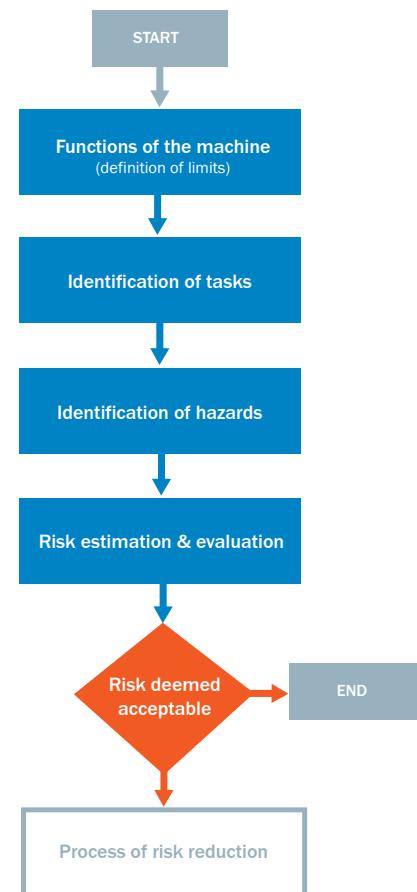 START
Functions of the machine
(definition of limits)
Identification of tasks
Identification of hazards
Risk estimation & evaluation
Risk deemed
acceptable
END
Process of risk reduction